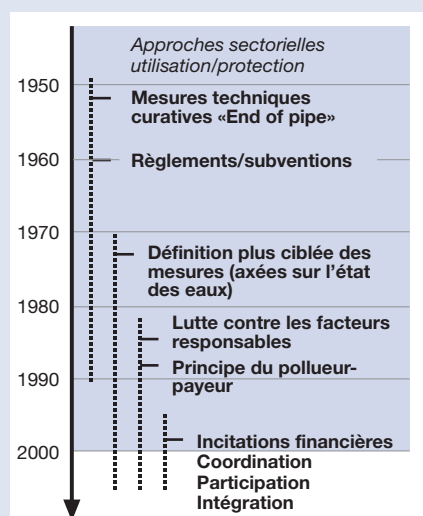 Approches sectorielles
utilisation/protection
1950
Mesures techniques
curatives «End of pipe»
1960
Règlements/subventions
1970
Définition plus ciblée des
mesures (axées sur l'état
des eaux)
1980
Lutte contre les facteurs
responsables
Principe du pollueur-
payeur
1990
Incitations financières
2000
Coordination
Participation
Intégration